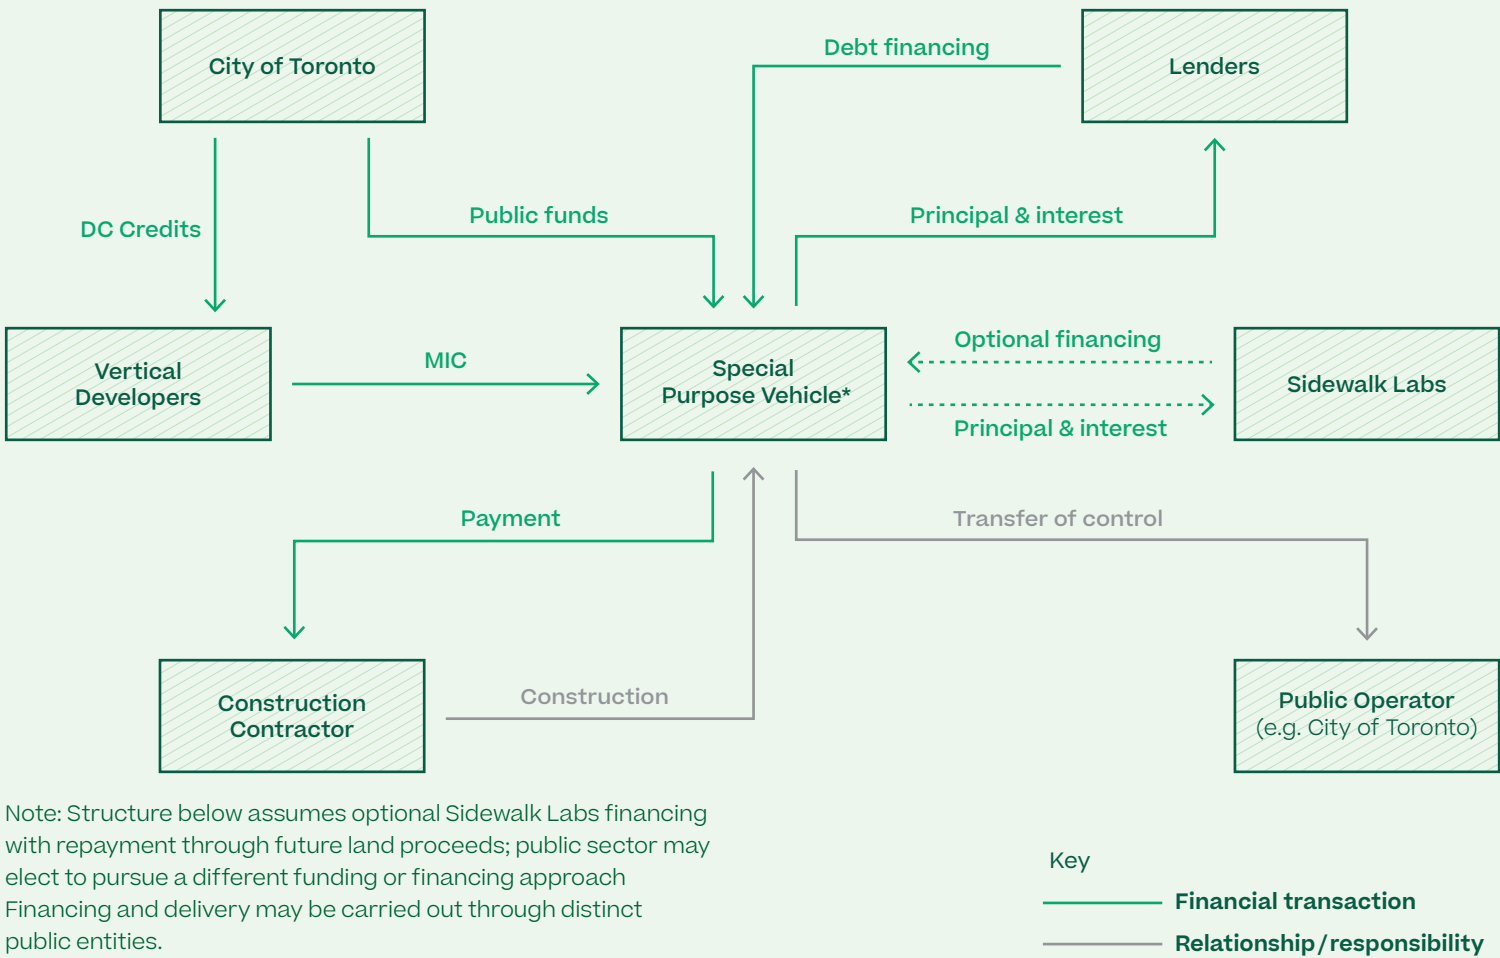 City of Toronto
Debt financing
Lenders
DC Credits
Public funds
Principal & interest
Vertical
Developers
MIC
Special
Purpose Vehicle*
Optional financing
Principal & interest
Sidewalk Labs
Payment
Transfer of control
Construction
Contractor
Construction
Public Operator
(e.g. City of Toronto)
Note: Structure below assumes optional Sidewalk Labs financing
with repayment through future land proceeds; public sector may
elect to pursue a different funding or financing approach
Financing and delivery may be carried out through distinct
public entities.
Key
Financial transaction
Relationship/responsibility